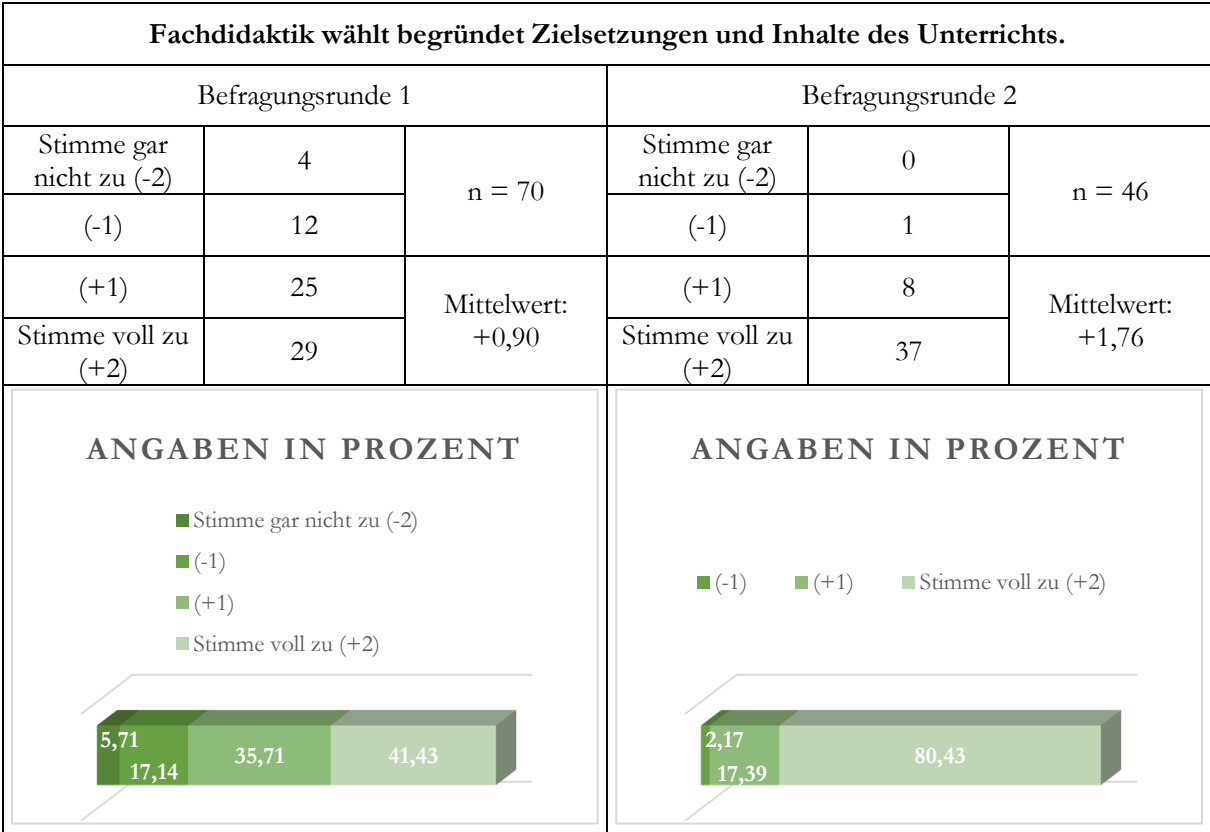 Fachdidaktik wählt begründet Zielsetzungen und Inhalte des Unterrichts.
Befragungsrunde 1
Stimme gar
nicht zu (-2)
4
n = 70
(-1)
12
(+1)
25
Mittelwert:
+0,90
Stimme voll zu
(+2)
29
Befragungsrunde 2
Stimme gar
nicht zu (-2)
0
n = 46
(-1)
1
(+1)
8
Mittelwert:
+1,76
Stimme voll zu
(+2)
37
ANGABEN IN PROZENT
Stimme gar nicht zu (-2)
(-1)
(+1)
Stimme voll zu (+2)
5,71
17,14
35,71
41,43
ANGABEN IN PROZENT
(-1) (+1) Stimme voll zu (+2)
2,17
17,39
80,43